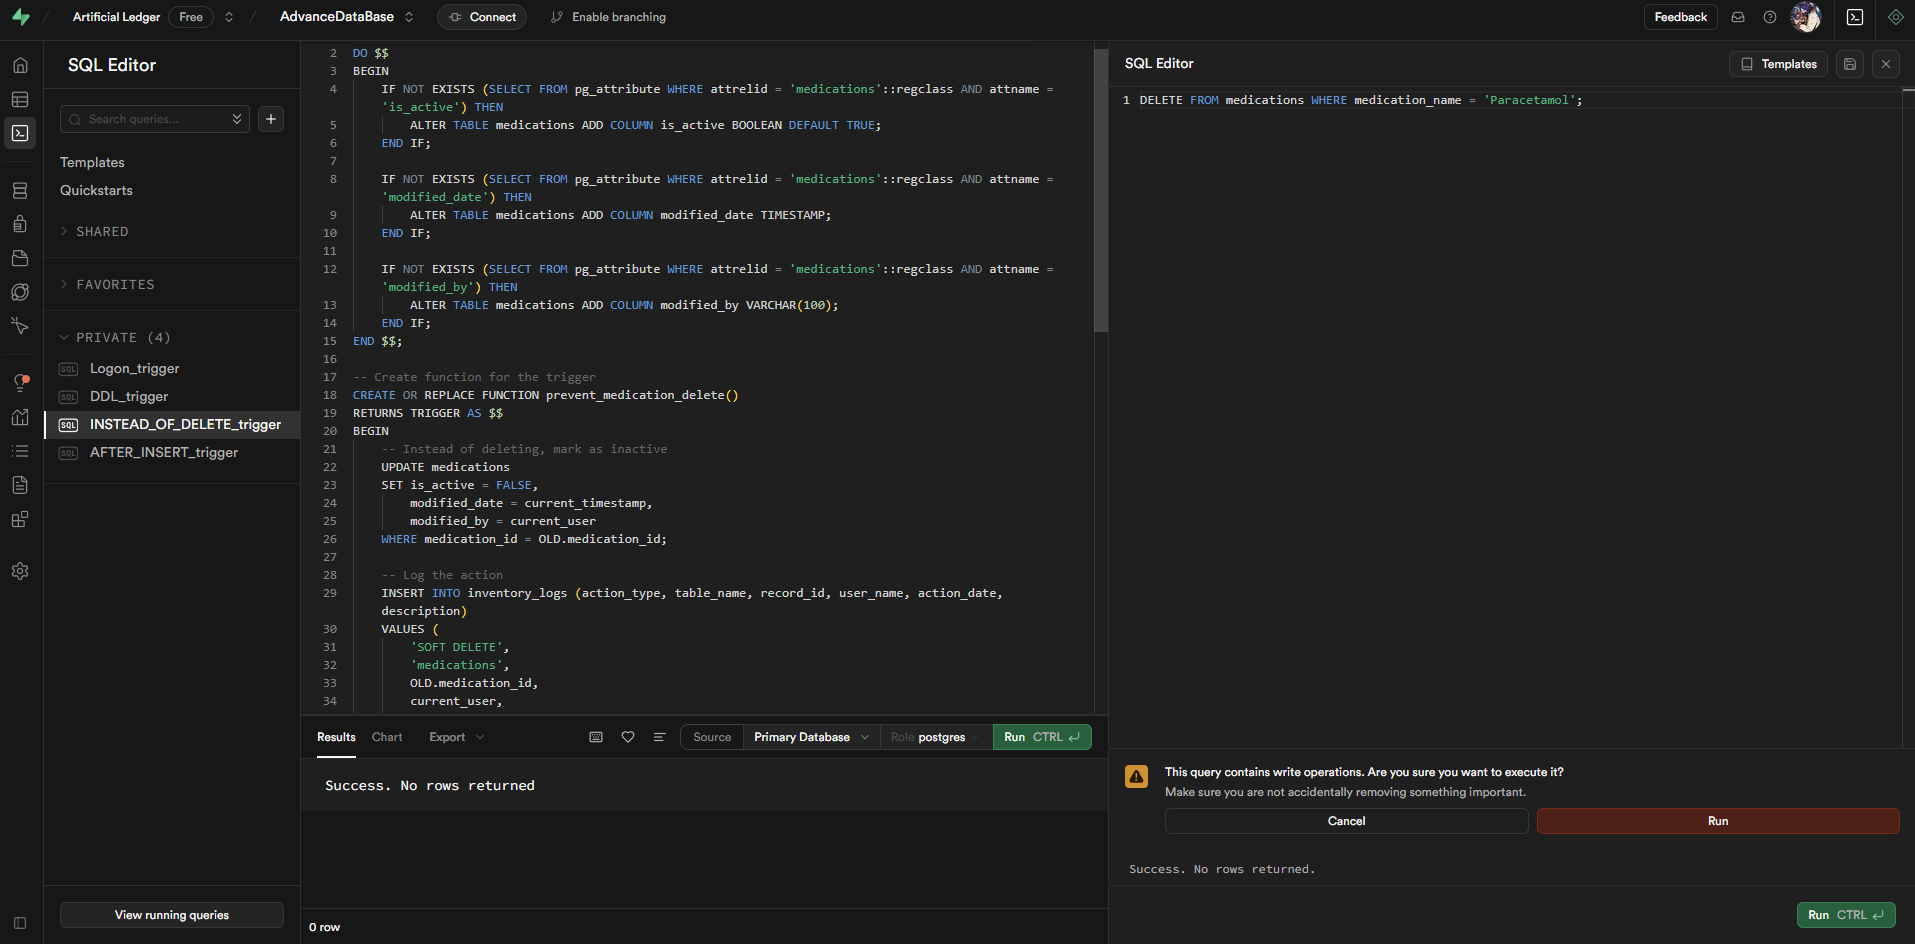 Artificial Ledger Free / AdvanceDataBase Connect Enable branching Feedback
SQL Editor
Search queries...
Templates
Quickstarts
SHARED
FAVORITES
PRIVATE (4)
SQL Logon_trigger
SQL DDL_trigger
SQL INSTEAD_OF_DELETE_trigger
SQL AFTER_INSERT_trigger
View running queries
2 DO $$
3 BEGIN
4 IF NOT EXISTS (SELECT FROM pg_attribute WHERE attrelid = 'medications'::regclass AND attname =
'is_active') THEN
5 ALTER TABLE medications ADD COLUMN is_active BOOLEAN DEFAULT TRUE;
6 END IF;
7
8 IF NOT EXISTS (SELECT FROM pg_attribute WHERE attrelid = 'medications'::regclass AND attname =
'modified_date') THEN
9 ALTER TABLE medications ADD COLUMN modified_date TIMESTAMP;
10 END IF;
11
12 IF NOT EXISTS (SELECT FROM pg_attribute WHERE attrelid = 'medications'::regclass AND attname =
'modified_by') THEN
13 ALTER TABLE medications ADD COLUMN modified_by VARCHAR(100);
14 END IF;
15 END $$;
16
17 -- Create function for the trigger
18 CREATE OR REPLACE FUNCTION prevent_medication_delete()
19 RETURNS TRIGGER AS $$
20 BEGIN
21 -- Instead of deleting, mark as inactive
22 UPDATE medications
23 SET is_active = FALSE,
24 modified_date = current_timestamp,
25 modified_by = current_user
26 WHERE medication_id = OLD.medication_id;
27
28 -- Log the action
29 INSERT INTO inventory_logs (action_type, table_name, record_id, user_name, action_date,
description)
30 VALUES (
31 'SOFT DELETE',
32 'medications',
33 OLD.medication_id,
34 current_user,
Results Chart Export Source Primary Database Role postgres Run CTRL
Success. No rows returned
0 row
SQL Editor Templates
1 DELETE FROM medications WHERE medication_name = 'Paracetamol';
This query contains write operations. Are you sure you want to execute it?
Make sure you are not accidentally removing something important.
Cancel Run
Success. No rows returned.
Run CTRL